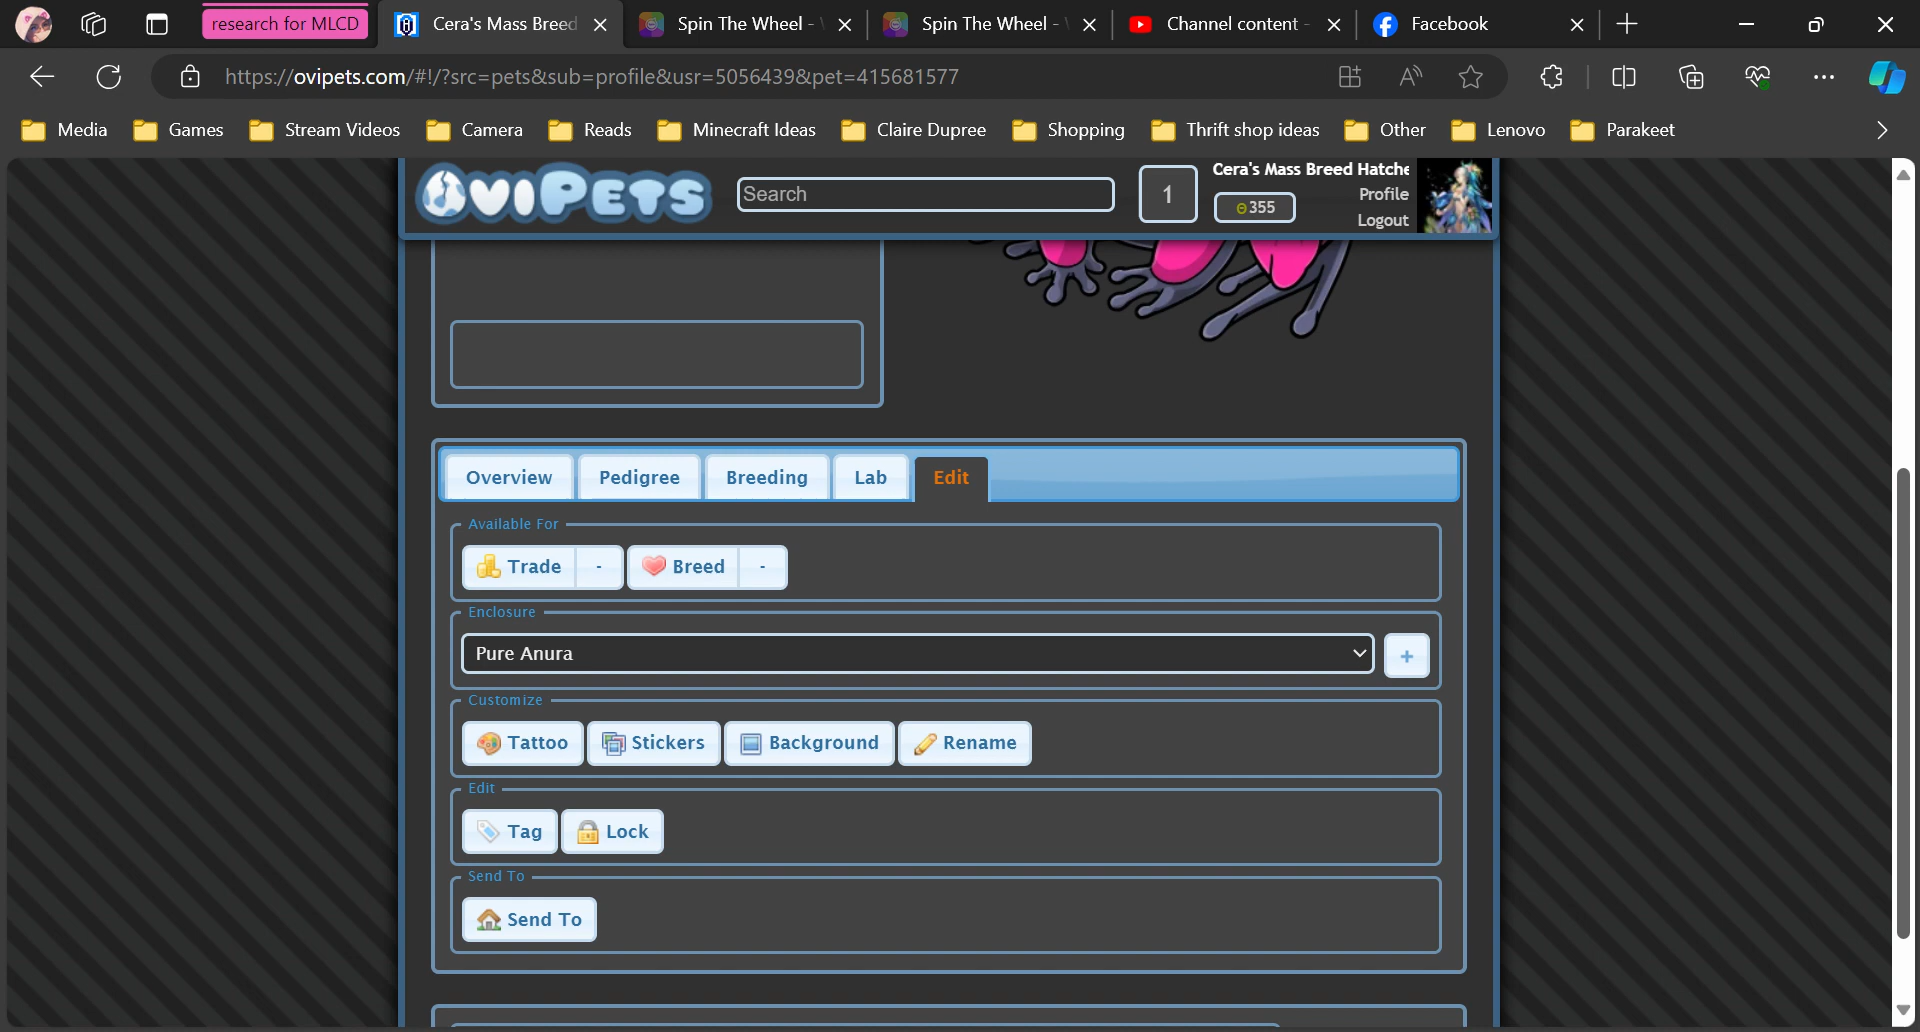 research for MLCD
Cera's Mass Breed
Spin The Wheel -
Spin The Wheel -
Channel content -
Facebook
https://ovipets.com/#!/?src=pets&sub=profile&usr=5056439&pet=415681577
Media
Games
Stream Videos
Camera
Reads
Minecraft Ideas
Claire Dupree
Shopping
Thrift shop ideas
Other
Lenovo
Parakeet
OviPets
Search
1
Cera's Mass Breed Hatche
355
Profile
Logout
Overview
Pedigree
Breeding
Lab
Edit
Available For
Trade -
Breed -
Enclosure
Pure Anura
+
Customize
Tattoo
Stickers
Background
Rename
Edit
Tag
Lock
Send To
Send To